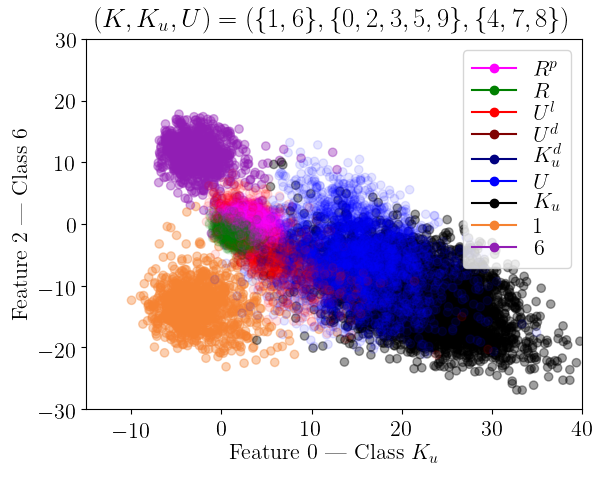 (K, K_u, U) = ({1, 6}, {0, 2, 3, 5, 9}, {4, 7, 8})
30
20
10
0
−10
−20
−30
Feature 2 — Class 6
R^p
R
U^l
U^d
K_u^d
U
K_u
1
6
−10
0
10
20
30
40
Feature 0 — Class K_u